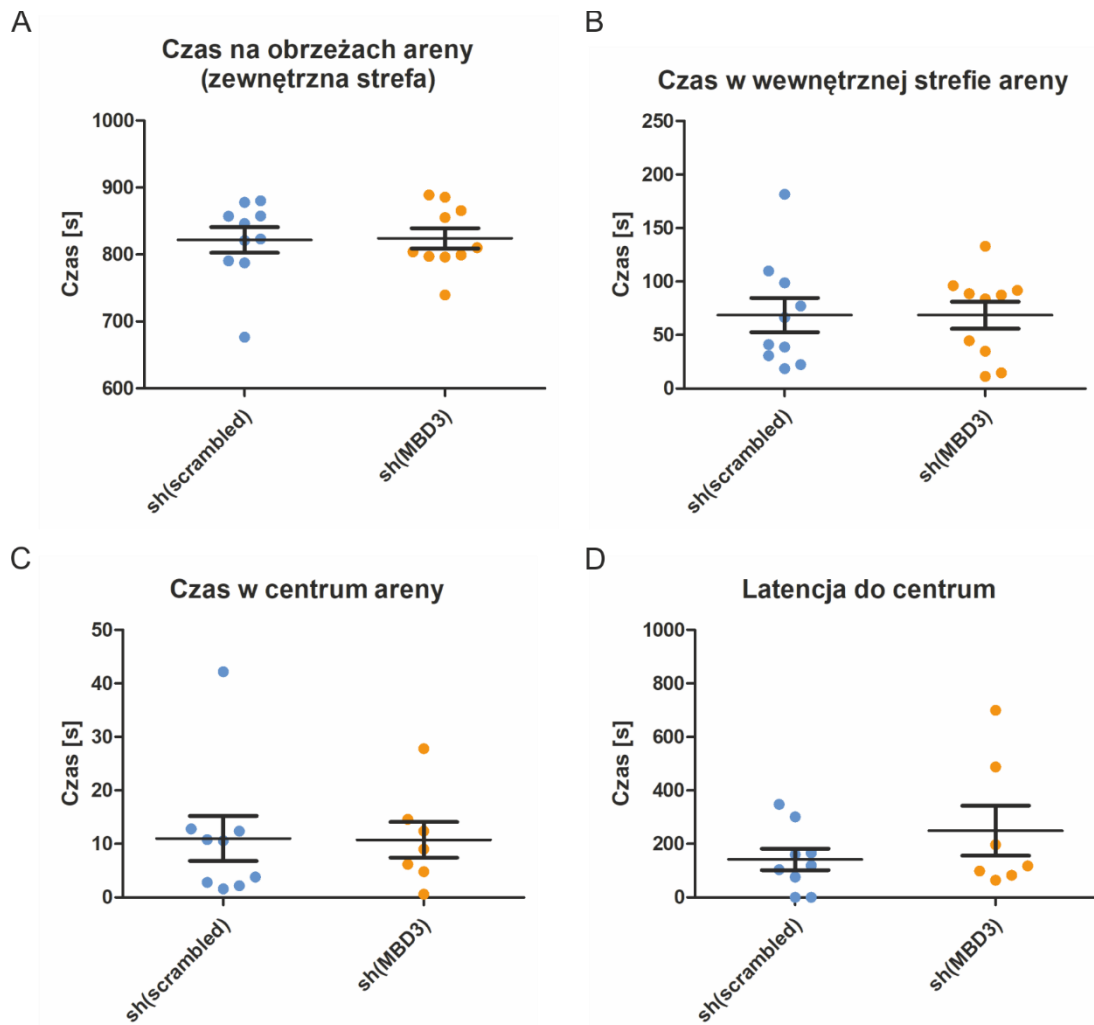 A
Czas na obrzeżach areny
(zewnętrzna strefa)
1000
900
800
700
600
Czas [s]
sh(scrambled)
sh(MBD3)
B
Czas w wewnętrznej strefie areny
250
200
150
100
50
0
Czas [s]
sh(scrambled)
sh(MBD3)
C
Czas w centrum areny
50
40
30
20
10
0
Czas [s]
sh(scrambled)
sh(MBD3)
D
Latencja do centrum
1000
800
600
400
200
0
Czas [s]
sh(scrambled)
sh(MBD3)